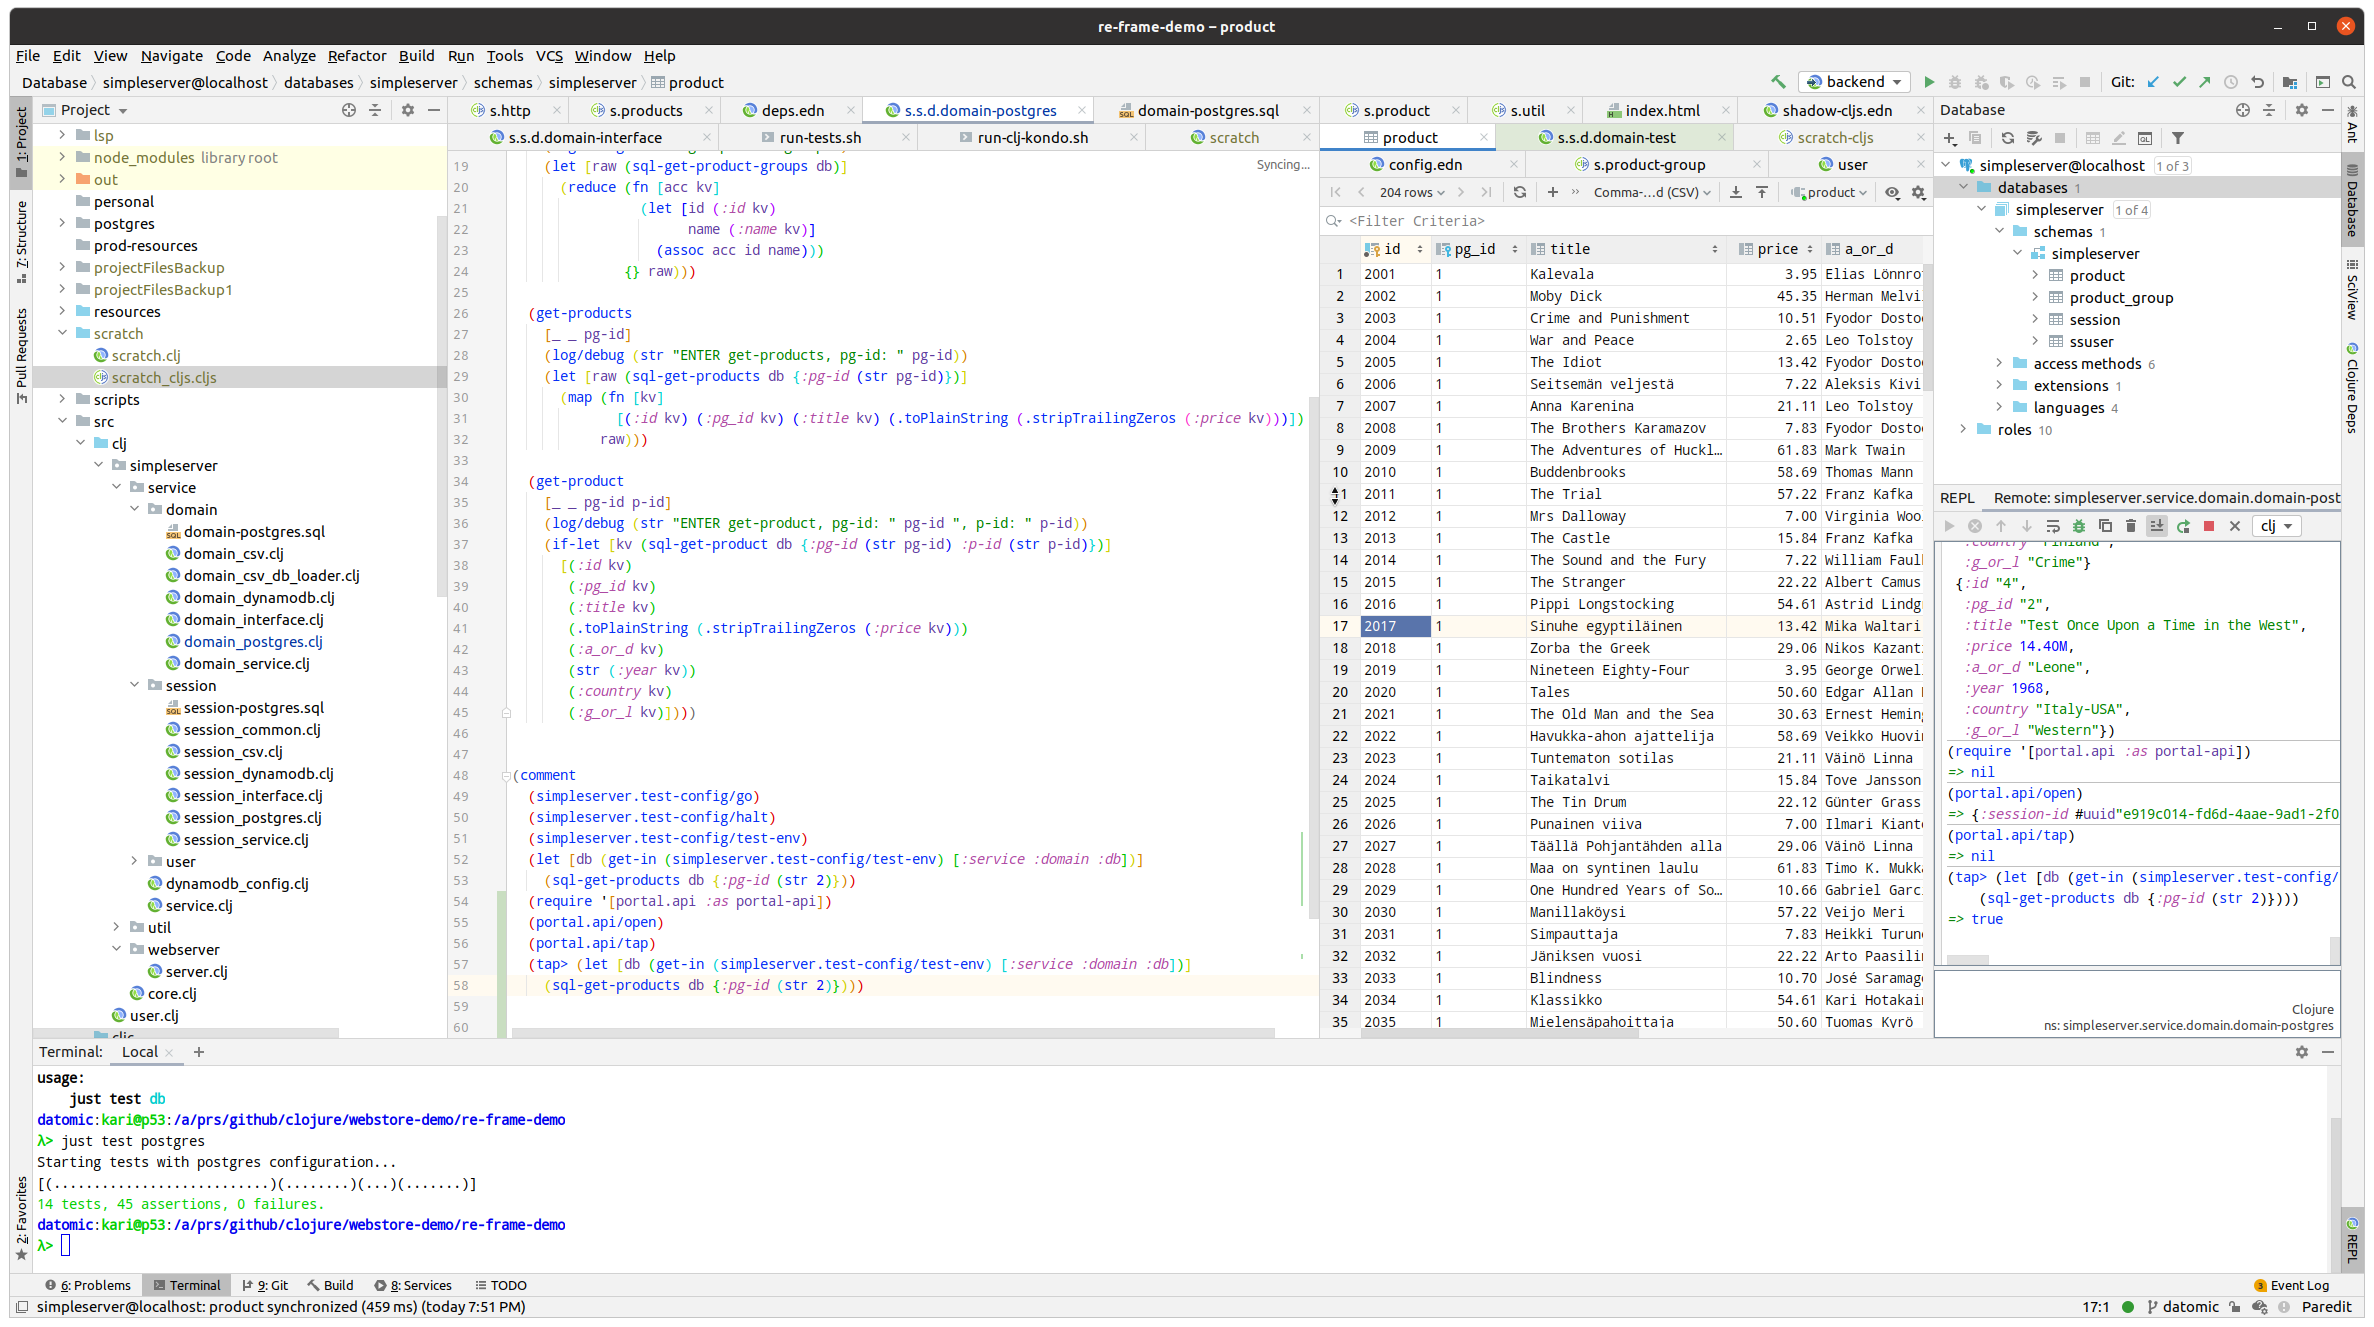 re-frame-demo – product
File Edit View Navigate Code Analyze Refactor Build Run Tools VCS Window Help
Database simpleserver@localhost databases simpleserver schemas simpleserver product
backend Git:
1: Project
7: Structure
Pull Requests
2: Favorites
Project
lsp
node_modules library root
out
personal
postgres
prod-resources
projectFilesBackup
projectFilesBackup1
resources
scratch
scratch.clj
scratch_cljs.cljs
scripts
src
clj
simpleserver
service
domain
domain-postgres.sql
domain_csv.clj
domain_csv_db_loader.clj
domain_dynamodb.clj
domain_interface.clj
domain_postgres.clj
domain_service.clj
session
session-postgres.sql
session_common.clj
session_csv.clj
session_dynamodb.clj
session_interface.clj
session_postgres.clj
session_service.clj
user
dynamodb_config.clj
service.clj
util
webserver
server.clj
core.clj
user.clj
s.http s.products deps.edn s.s.d.domain-postgres domain-postgres.sql
s.s.d.domain-interface run-tests.sh run-clj-kondo.sh scratch
Syncing...
19 (let [raw (sql-get-product-groups db)]
20 (reduce (fn [acc kv]
21 (let [id (:id kv)
22 name (:name kv)]
23 (assoc acc id name)))
24 {} raw)))
25
26 (get-products
27 [_ _ pg-id]
28 (log/debug (str "ENTER get-products, pg-id: " pg-id))
29 (let [raw (sql-get-products db {:pg-id (str pg-id)})]
30 (map (fn [kv]
31 [(:id kv) (:pg_id kv) (:title kv) (.toPlainString (.stripTrailingZeros (:price kv)))])
32 raw)))
33
34 (get-product
35 [_ _ pg-id p-id]
36 (log/debug (str "ENTER get-product, pg-id: " pg-id ", p-id: " p-id))
37 (if-let [kv (sql-get-product db {:pg-id (str pg-id) :p-id (str p-id)})]
38 [(:id kv)
39 (:pg_id kv)
40 (:title kv)
41 (.toPlainString (.stripTrailingZeros (:price kv)))
42 (:a_or_d kv)
43 (str (:year kv))
44 (:country kv)
45 (:g_or_l kv)])))
46
47
48 (comment
49 (simpleserver.test-config/go)
50 (simpleserver.test-config/halt)
51 (simpleserver.test-config/test-env)
52 (let [db (get-in (simpleserver.test-config/test-env) [:service :domain :db])]
53 (sql-get-products db {:pg-id (str 2)}))
54 (require '[portal.api :as portal-api])
55 (portal.api/open)
56 (portal.api/tap)
57 (tap> (let [db (get-in (simpleserver.test-config/test-env) [:service :domain :db])]
58 (sql-get-products db {:pg-id (str 2)})))
59
60
s.product s.util index.html shadow-cljs.edn
product s.s.d.domain-test scratch-cljs
config.edn s.product-group user
204 rows Comma-...d (CSV) product
<Filter Criteria>
id pg_id title price a_or_d
1 2001 1 Kalevala 3.95 Elias Lönnro
2 2002 1 Moby Dick 45.35 Herman Melvi
3 2003 1 Crime and Punishment 10.51 Fyodor Dosto
4 2004 1 War and Peace 2.65 Leo Tolstoy
5 2005 1 The Idiot 13.42 Fyodor Dosto
6 2006 1 Seitsemän veljestä 7.22 Aleksis Kivi
7 2007 1 Anna Karenina 21.11 Leo Tolstoy
8 2008 1 The Brothers Karamazov 7.83 Fyodor Dosto
9 2009 1 The Adventures of Huckl… 61.83 Mark Twain
10 2010 1 Buddenbrooks 58.69 Thomas Mann
1 2011 1 The Trial 57.22 Franz Kafka
12 2012 1 Mrs Dalloway 7.00 Virginia Woo
13 2013 1 The Castle 15.84 Franz Kafka
14 2014 1 The Sound and the Fury 7.22 William Faul
15 2015 1 The Stranger 22.22 Albert Camus
16 2016 1 Pippi Longstocking 54.61 Astrid Lindg
17 2017 1 Sinuhe egyptiläinen 13.42 Mika Waltari
18 2018 1 Zorba the Greek 29.06 Nikos Kazant
19 2019 1 Nineteen Eighty-Four 3.95 George Orwel
20 2020 1 Tales 50.60 Edgar Allan
21 2021 1 The Old Man and the Sea 30.63 Ernest Heming
22 2022 1 Havukka-ahon ajattelija 58.69 Veikko Huovi
23 2023 1 Tuntematon sotilas 21.11 Väinö Linna
24 2024 1 Taikatalvi 15.84 Tove Jansson
25 2025 1 The Tin Drum 22.12 Günter Grass
26 2026 1 Punainen viiva 7.00 Ilmari Kiant
27 2027 1 Täällä Pohjantähden alla 29.06 Väinö Linna
28 2028 1 Maa on syntinen laulu 61.83 Timo K. Mukk
29 2029 1 One Hundred Years of So… 10.66 Gabriel Garc
30 2030 1 Manillaköysi 57.22 Veijo Meri
31 2031 1 Simpauttaja 7.83 Heikki Turun
32 2032 1 Jäniksen vuosi 22.22 Arto Paasili
33 2033 1 Blindness 10.70 José Saramag
34 2034 1 Klassikko 54.61 Kari Hotakai
35 2035 1 Mielensäpahoittaja 50.60 Tuomas Kyrö
Database
simpleserver@localhost 1 of 3
databases 1
simpleserver 1 of 4
schemas 1
simpleserver
product
product_group
session
ssuser
access methods 6
extensions 1
languages 4
roles 10
REPL Remote: simpleserver.service.domain.domain-post
clj
:country "Finland",
:g_or_l "Crime"}
{:id "4",
:pg_id "2",
:title "Test Once Upon a Time in the West",
:price 14.40M,
:a_or_d "Leone",
:year 1968,
:country "Italy-USA",
:g_or_l "Western"})
(require '[portal.api :as portal-api])
=> nil
(portal.api/open)
=> {:session-id #uuid"e919c014-fd6d-4aae-9ad1-2f0
(portal.api/tap)
=> nil
(tap> (let [db (get-in (simpleserver.test-config/
(sql-get-products db {:pg-id (str 2)})))
=> true
Clojure
ns: simpleserver.service.domain.domain-postgres
Ant
Database
SciView
Clojure Deps
REPL
Terminal: Local
usage:
just test db
datomic:kari@p53:/a/prs/github/clojure/webstore-demo/re-frame-demo
λ> just test postgres
Starting tests with postgres configuration...
[(...........................)(........)(...)(.......)]
14 tests, 45 assertions, 0 failures.
datomic:kari@p53:/a/prs/github/clojure/webstore-demo/re-frame-demo
λ>
6: Problems Terminal 9: Git Build 8: Services TODO 3 Event Log
simpleserver@localhost: product synchronized (459 ms) (today 7:51 PM) 17:1 datomic Paredit